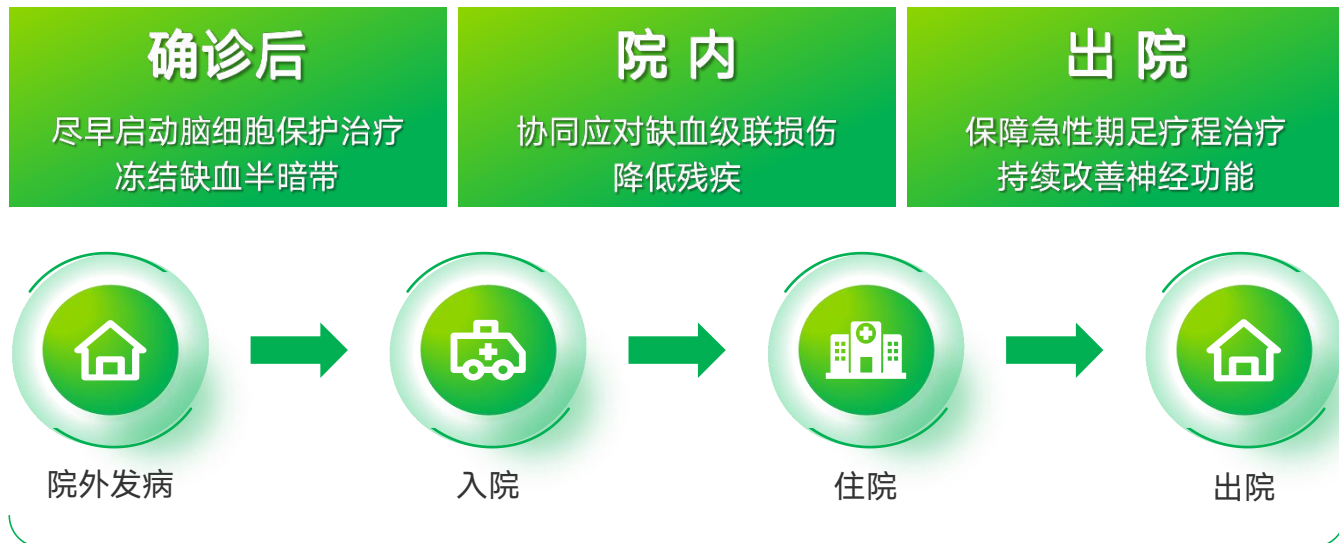 确诊后
尽早启动脑细胞保护治疗
冻结缺血半暗带
院 内
协同应对缺血级联损伤
降低残疾
出 院
保障急性期足疗程治疗
持续改善神经功能
院外发病
入院
住院
出院